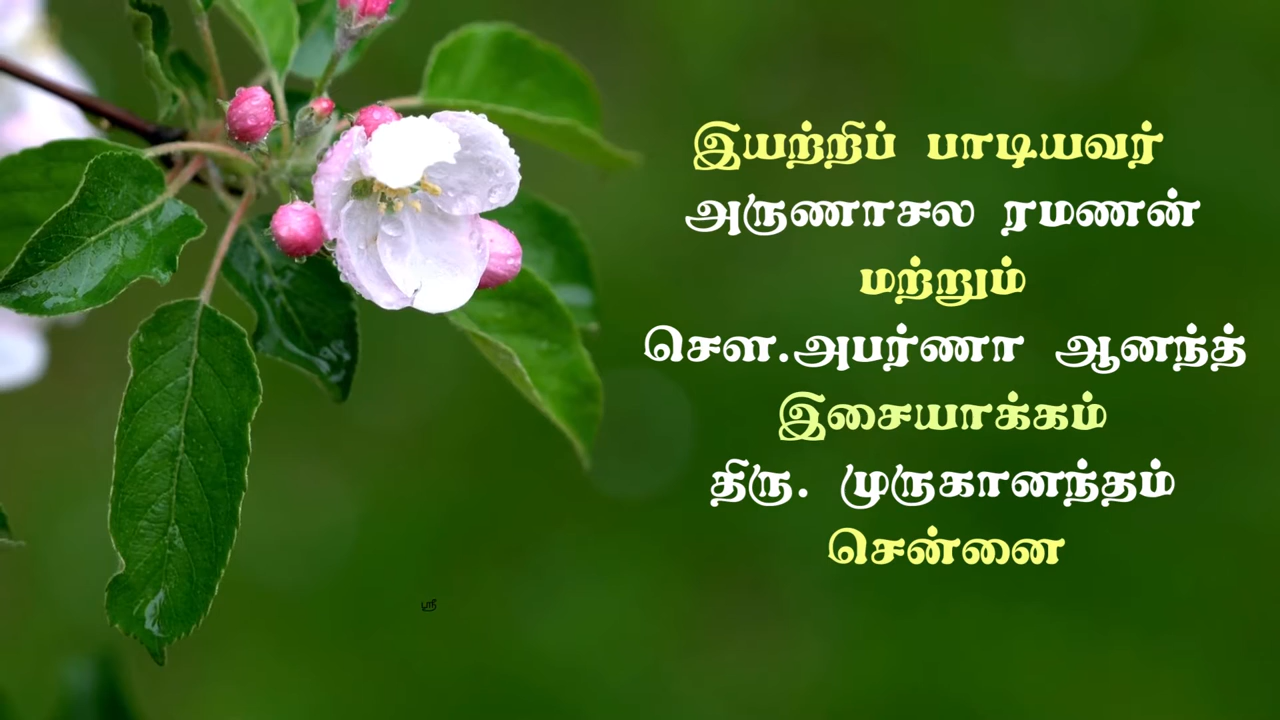 இயற்றிப் பாடியவர்
அருணாசல ரமணன்
மற்றும்
சௌ.அபர்ணா ஆனந்த்
இசையாக்கம்
திரு. முருகானந்தம்
சென்னை
ஸ்ரீ